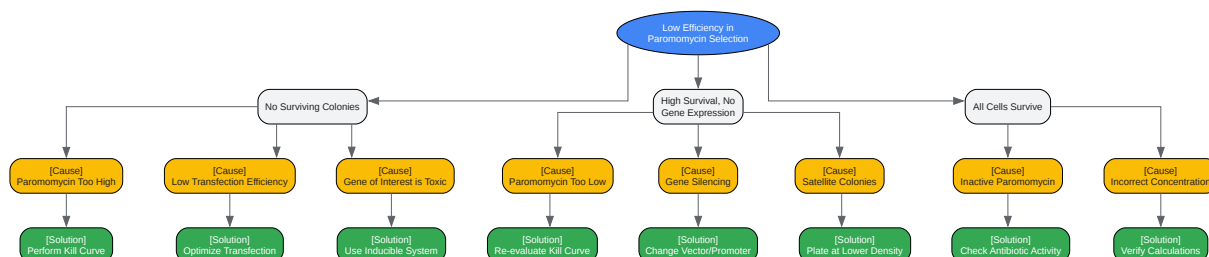 Low Efficiency in
Paromomycin Selection
No Surviving Colonies
High Survival, No
Gene Expression
All Cells Survive
[Cause]
Paromomycin Too High
[Cause]
Low Transfection Efficiency
[Cause]
Gene of Interest is Toxic
[Cause]
Paromomycin Too Low
[Cause]
Gene Silencing
[Cause]
Satellite Colonies
[Cause]
Inactive Paromomycin
[Cause]
Incorrect Concentration
[Solution]
Perform Kill Curve
[Solution]
Optimize Transfection
[Solution]
Use Inducible System
[Solution]
Re-evaluate Kill Curve
[Solution]
Change Vector/Promoter
[Solution]
Plate at Lower Density
[Solution]
Check Antibiotic Activity
[Solution]
Verify Calculations